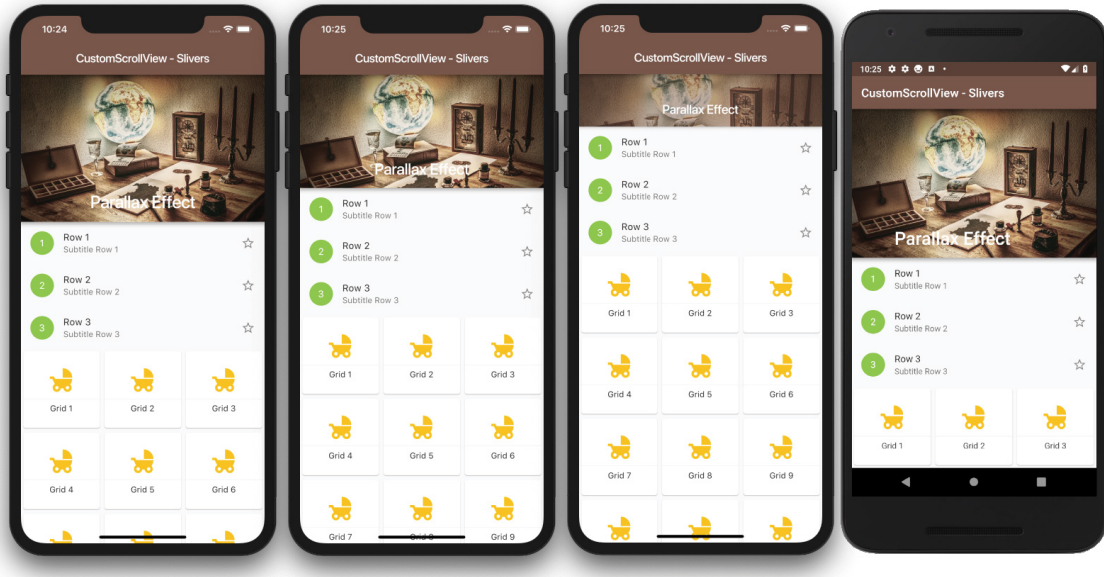 10:24
CustomScrollView - Slivers
Parallax Effect
1 Row 1
Subtitle Row 1
2 Row 2
Subtitle Row 2
3 Row 3
Subtitle Row 3
Grid 1 Grid 2 Grid 3
Grid 4 Grid 5 Grid 6
10:25
CustomScrollView - Slivers
Parallax Effect
1 Row 1
Subtitle Row 1
2 Row 2
Subtitle Row 2
3 Row 3
Subtitle Row 3
Grid 1 Grid 2 Grid 3
Grid 4 Grid 5 Grid 6
Grid 7 Grid 8 Grid 9
10:25
CustomScrollView - Slivers
Parallax Effect
1 Row 1
Subtitle Row 1
2 Row 2
Subtitle Row 2
3 Row 3
Subtitle Row 3
Grid 1 Grid 2 Grid 3
Grid 4 Grid 5 Grid 6
Grid 7 Grid 8 Grid 9
10:25
CustomScrollView - Slivers
Parallax Effect
1 Row 1
Subtitle Row 1
2 Row 2
Subtitle Row 2
3 Row 3
Subtitle Row 3
Grid 1 Grid 2 Grid 3